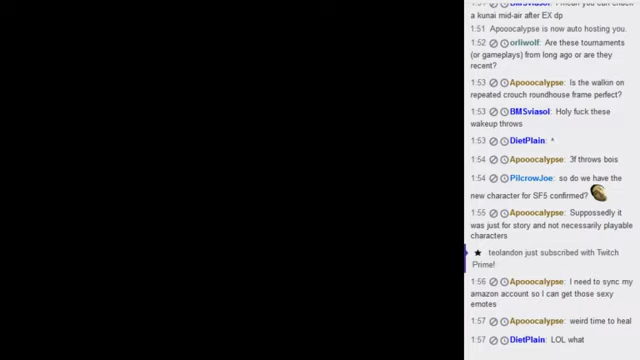 1:51 BMSviasol: I mean you can chuck
a kunai mid-air after EX dp
1:51 Apooocalypse is now auto hosting you.
1:52 orliwolf: Are these tournaments
(or gameplays) from long ago or are they
recent?
1:53 Apooocalypse: Is the walkin on
repeated crouch roundhouse frame perfect?
1:53 BMSviasol: Holy fuck these
wakeup throws
1:53 DietPlain: ^
1:54 Apooocalypse: 3f throws bois
1:54 PilcrowJoe: so do we have the
new character for SF5 confirmed?
1:55 Apooocalypse: Suppossedly it
was just for story and not necessarily playable
characters
teolandon just subscribed with Twitch
Prime!
1:56 Apooocalypse: I need to sync my
amazon account so I can get those sexy
emotes
1:57 Apooocalypse: weird time to heal
1:57 DietPlain: LOL what